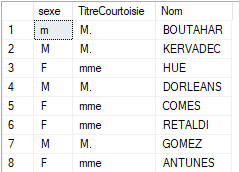 sexe TitreCourtoisie Nom
1 m M. BOUTAHAR
2 M M. KERVADEC
3 F mme HUE
4 M M. DORLEANS
5 F mme COMES
6 F mme RETALDI
7 M M. GOMEZ
8 F mme ANTUNES